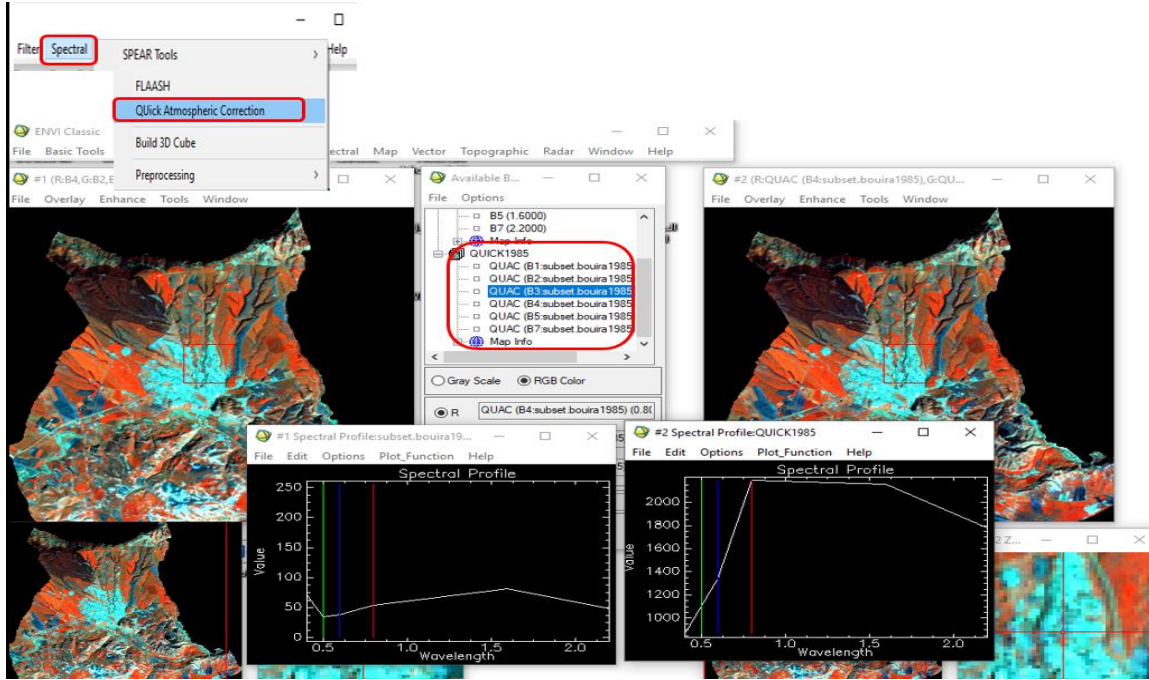 Filter Spectral Help
SPEAR Tools >
FLAASH
QUick Atmospheric Correction
Build 3D Cube
Preprocessing >
ENVI Classic
File Basic Tools ectral Map Vector Topographic Radar Window Help
#1 (R:B4,G:B2,B
File Overlay Enhance Tools Window
Available B...
File Options
B5 (1.6000)
B7 (2.2000)
Map Info
QUICK1985
QUAC (B1:subset.bouira1985
QUAC (B2:subset.bouira1985
QUAC (B3:subset.bouira1985
QUAC (B4:subset.bouira1985
QUAC (B5:subset.bouira1985
QUAC (B7:subset.bouira1985
Map Info
Gray Scale RGB Color
R QUAC (B4:subset.bouira1985) (0.80
#2 (R:QUAC (B4:subset.bouira1985),G:QU...
File Overlay Enhance Tools Window
#1 Spectral Profile:subset.bouira19...
File Edit Options Plot_Function Help
Spectral Profile
250
200
150
100
50
0
Value
0.5 1.0 1.5 2.0
Wavelength
#2 Spectral Profile:QUICK1985
File Edit Options Plot_Function Help
Spectral Profile
2000
1800
1600
1400
1200
1000
Value
0.5 1.0 1.5 2.0
Wavelength
2 Z...